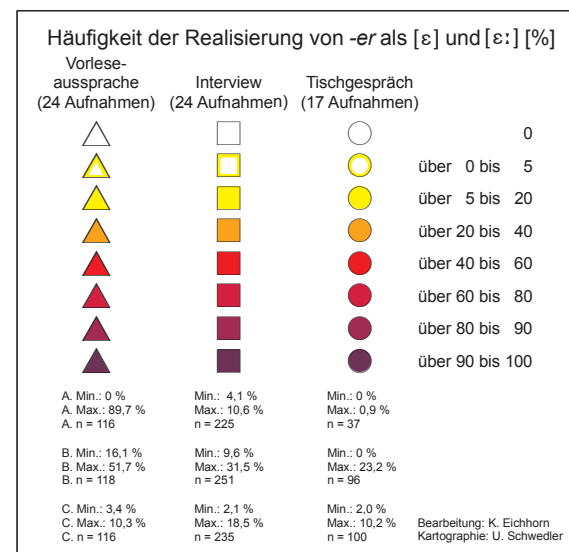 Häufigkeit der Realisierung von -er als [ɛ] und [ɛː] [%]
Vorlese-
aussprache Interview Tischgespräch
(24 Aufnahmen) (24 Aufnahmen) (17 Aufnahmen)
0
über 0 bis 5
über 5 bis 20
über 20 bis 40
über 40 bis 60
über 60 bis 80
über 80 bis 90
über 90 bis 100
A. Min.: 0 % Min.: 4,1 % Min.: 0 %
A. Max.: 89,7 % Max.: 10,6 % Max.: 0,9 %
A. n = 116 n = 225 n = 37
B. Min.: 16,1 % Min.: 9,6 % Min.: 0 %
B. Max.: 51,7 % Max.: 31,5 % Max.: 23,2 %
B. n = 118 n = 251 n = 96
C. Min.: 3,4 % Min.: 2,1 % Min.: 2,0 %
C. Max.: 10,3 % Max.: 18,5 % Max.: 10,2 % Bearbeitung: K. Eichhorn
C. n = 116 n = 235 n = 100 Kartographie: U. Schwedler